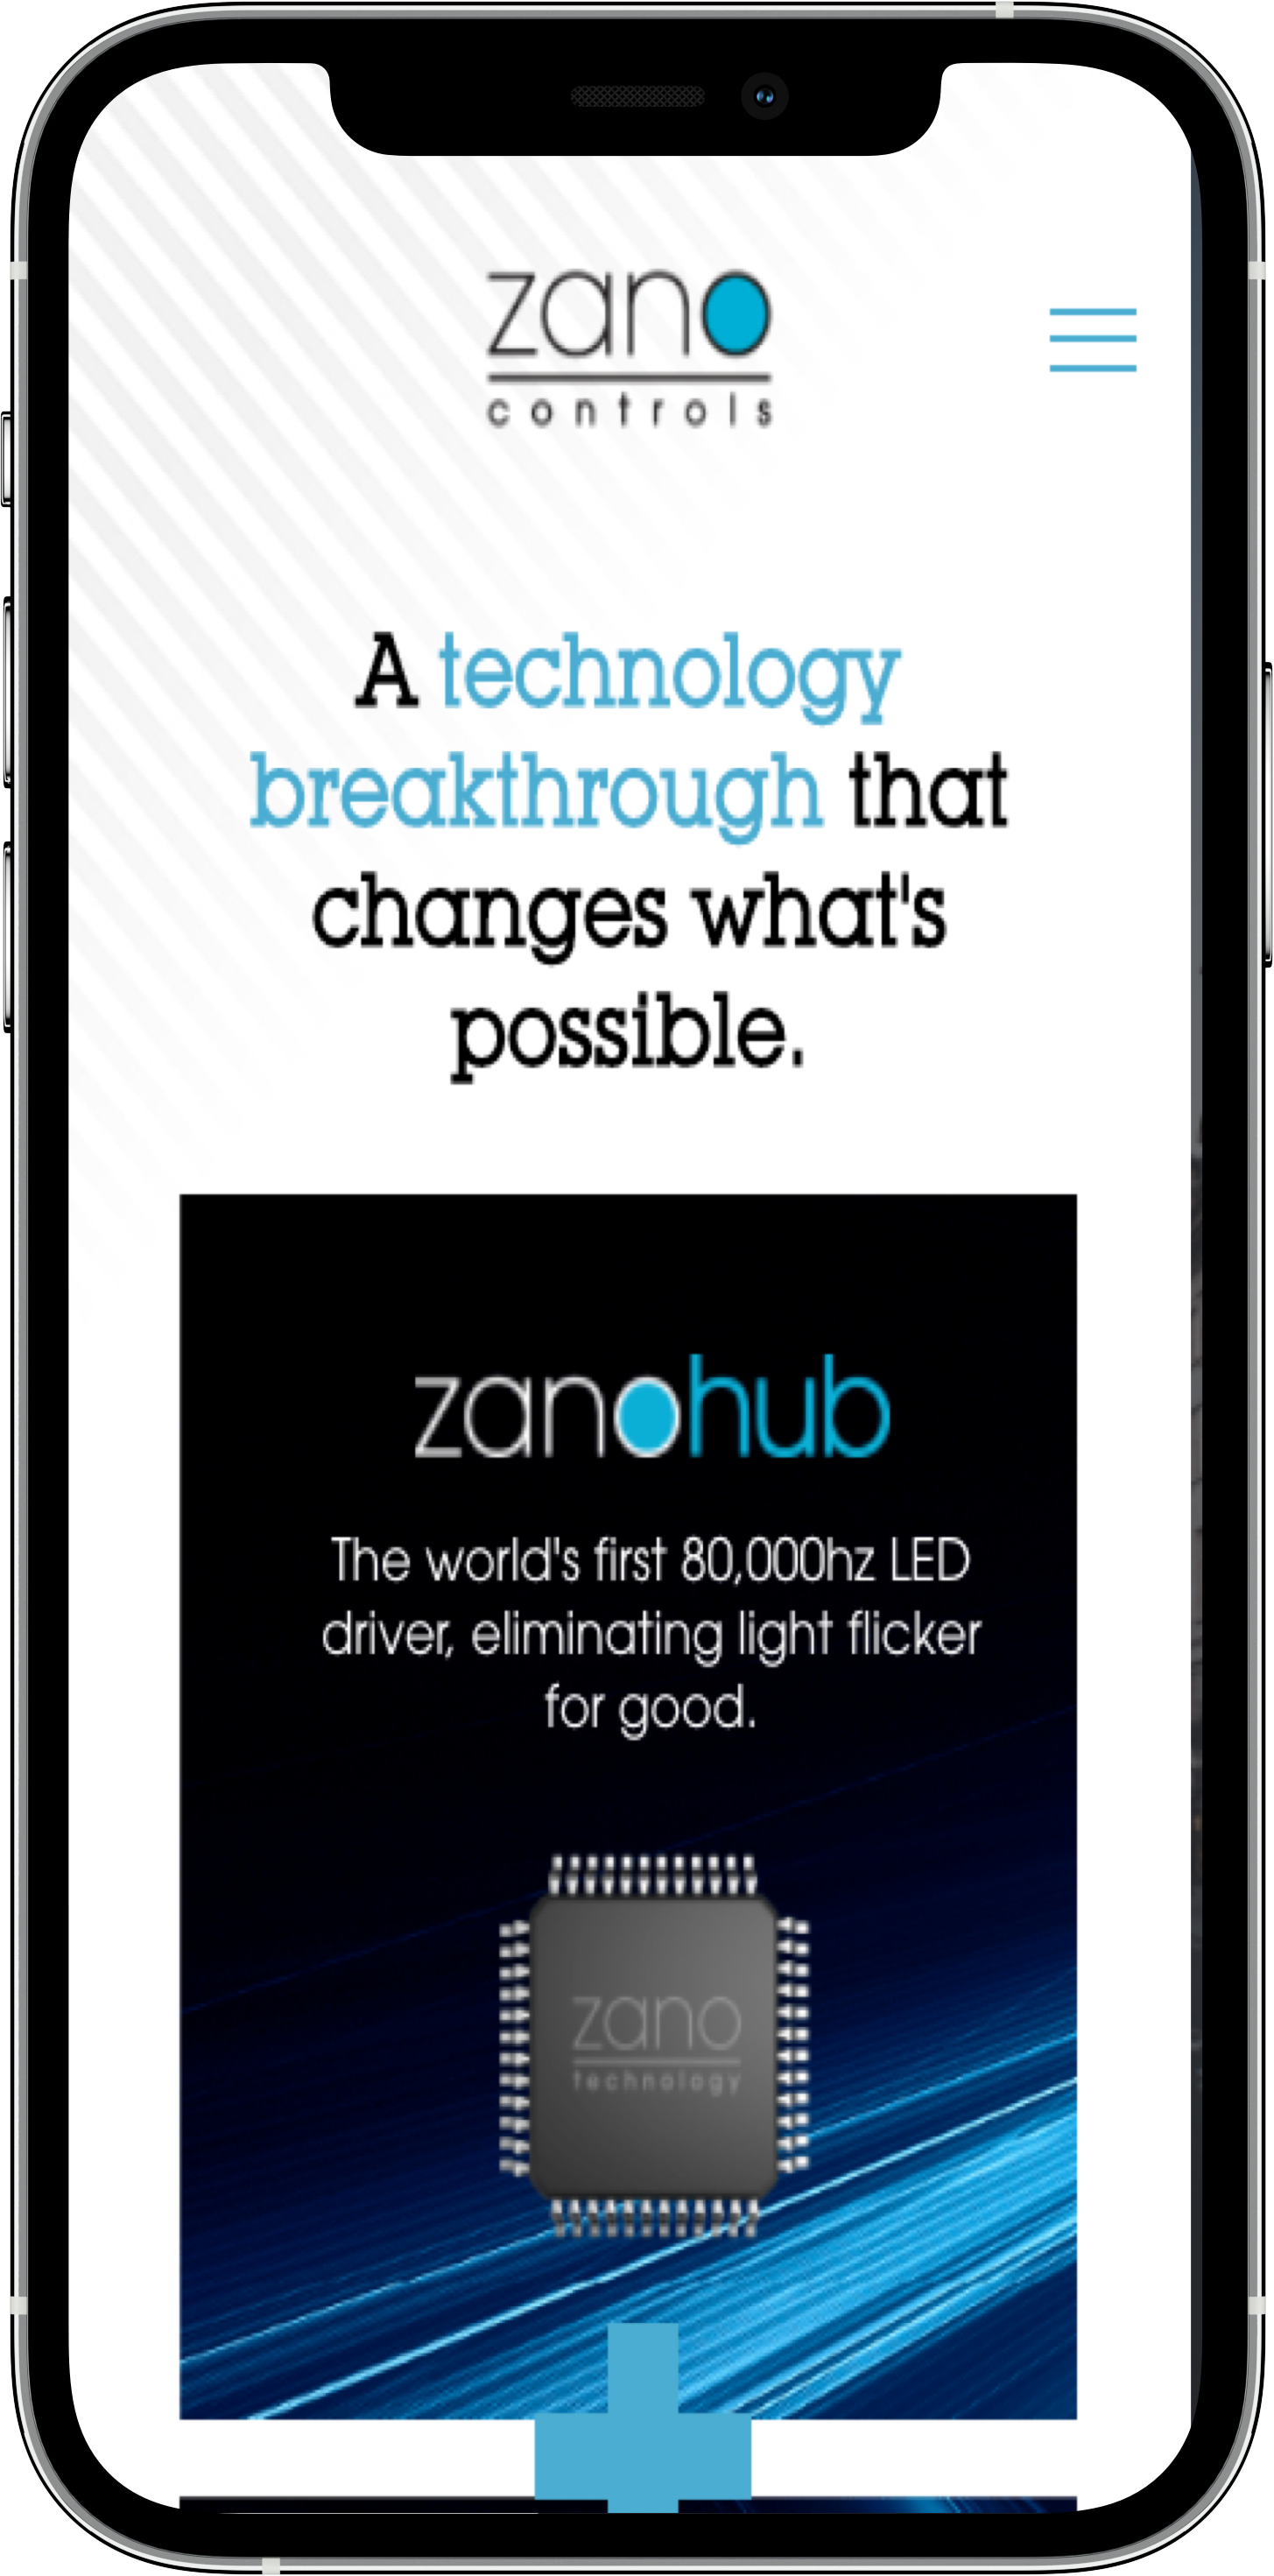 zano
controls
A technology
breakthrough that
changes what's
possible.
zanohub
The world's first 80,000hz LED
driver, eliminating light flicker
for good.
zano
technology